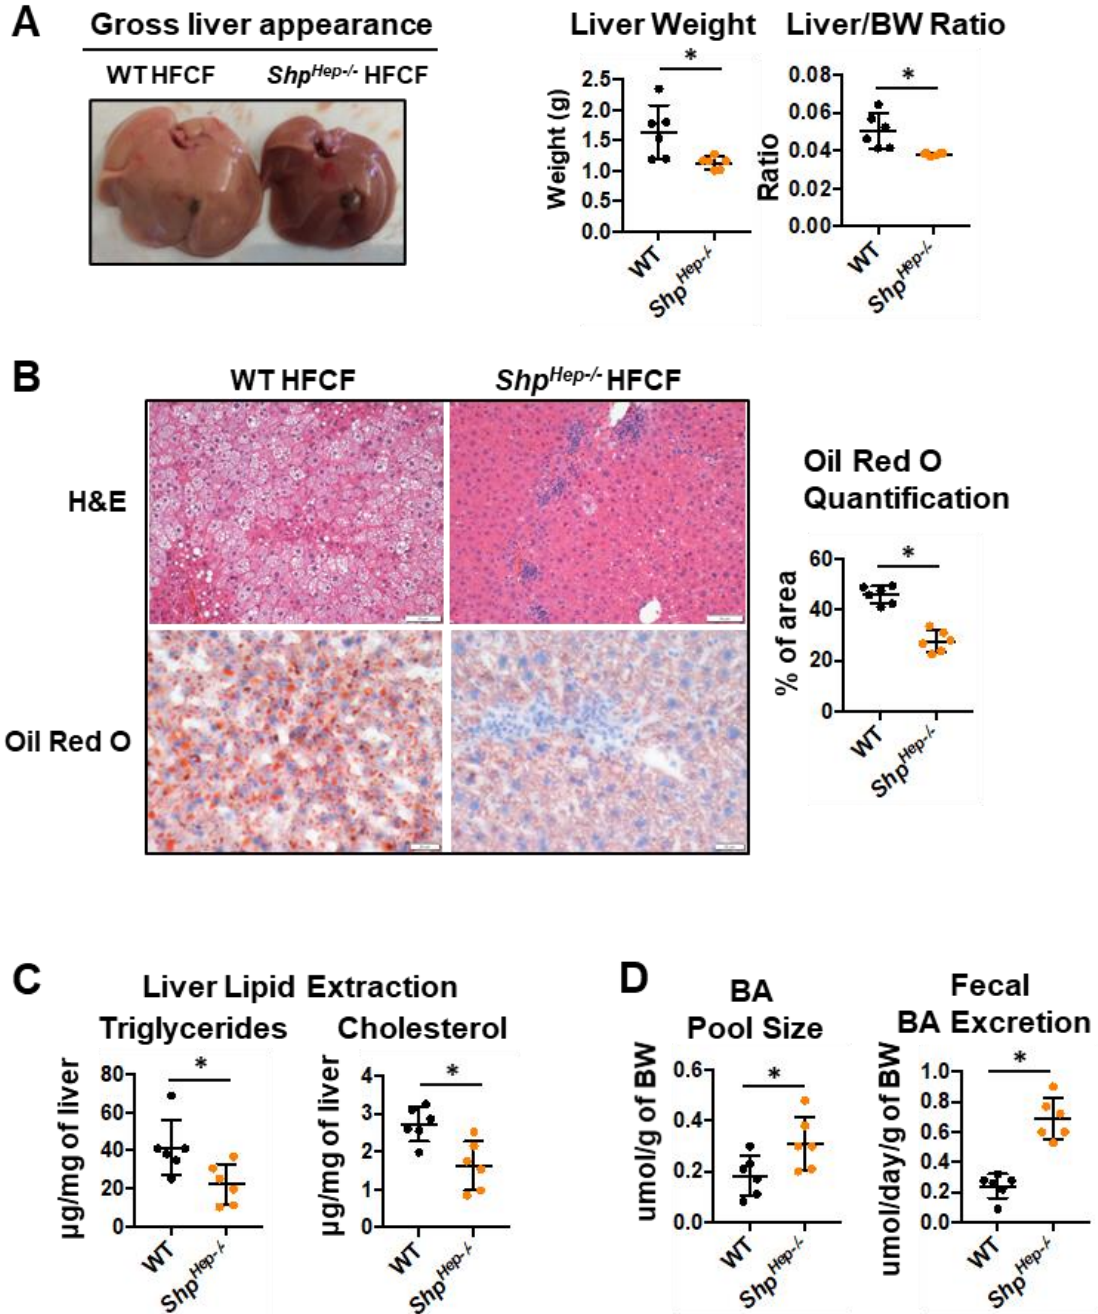 A
Gross liver appearance
WT HFCF
Shp^Hep-/- HFCF
Liver Weight
*
Weight (g)
2.5
2.0
1.5
1.0
0.5
0.0
WT
Shp^Hep-/-
Liver/BW Ratio
*
Ratio
0.08
0.06
0.04
0.02
0.00
WT
Shp^Hep-/-
B
WT HFCF
Shp^Hep-/- HFCF
H&E
Oil Red O
Oil Red O
Quantification
*
% of area
60
40
20
0
WT
Shp^Hep-/-
C
Liver Lipid Extraction
Triglycerides
*
µg/mg of liver
80
60
40
20
0
WT
Shp^Hep-/-
Cholesterol
*
µg/mg of liver
4
3
2
1
0
WT
Shp^Hep-/-
D
BA
Pool Size
*
umol/g of BW
0.6
0.4
0.2
0.0
WT
Shp^Hep-/-
Fecal
BA Excretion
*
umol/day/g of BW
1.0
0.8
0.6
0.4
0.2
0.0
WT
Shp^Hep-/-